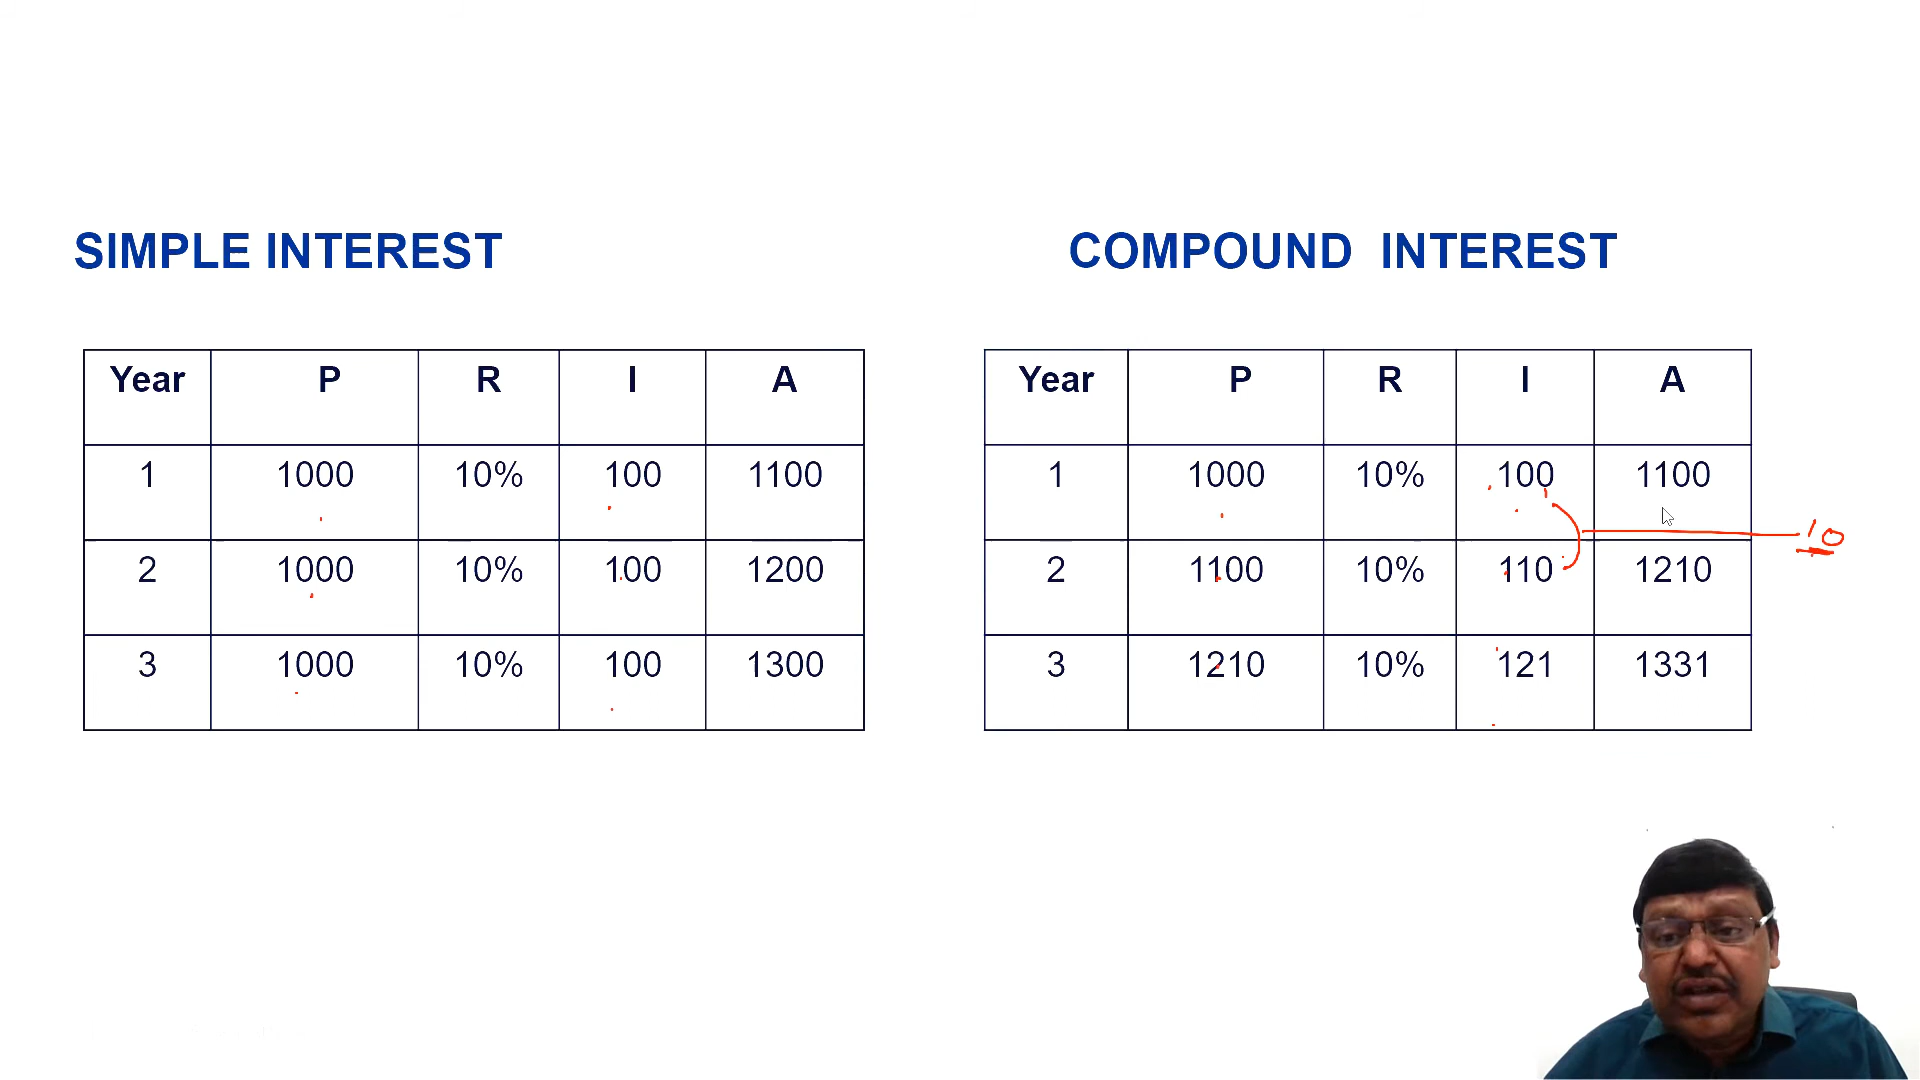 SIMPLE INTEREST
Year P R I A
1 1000 10% 100 1100
2 1000 10% 100 1200
3 1000 10% 100 1300
COMPOUND INTEREST
Year P R I A
1 1000 10% 100 1100
2 1100 10% 110 1210
3 1210 10% 121 1331
10